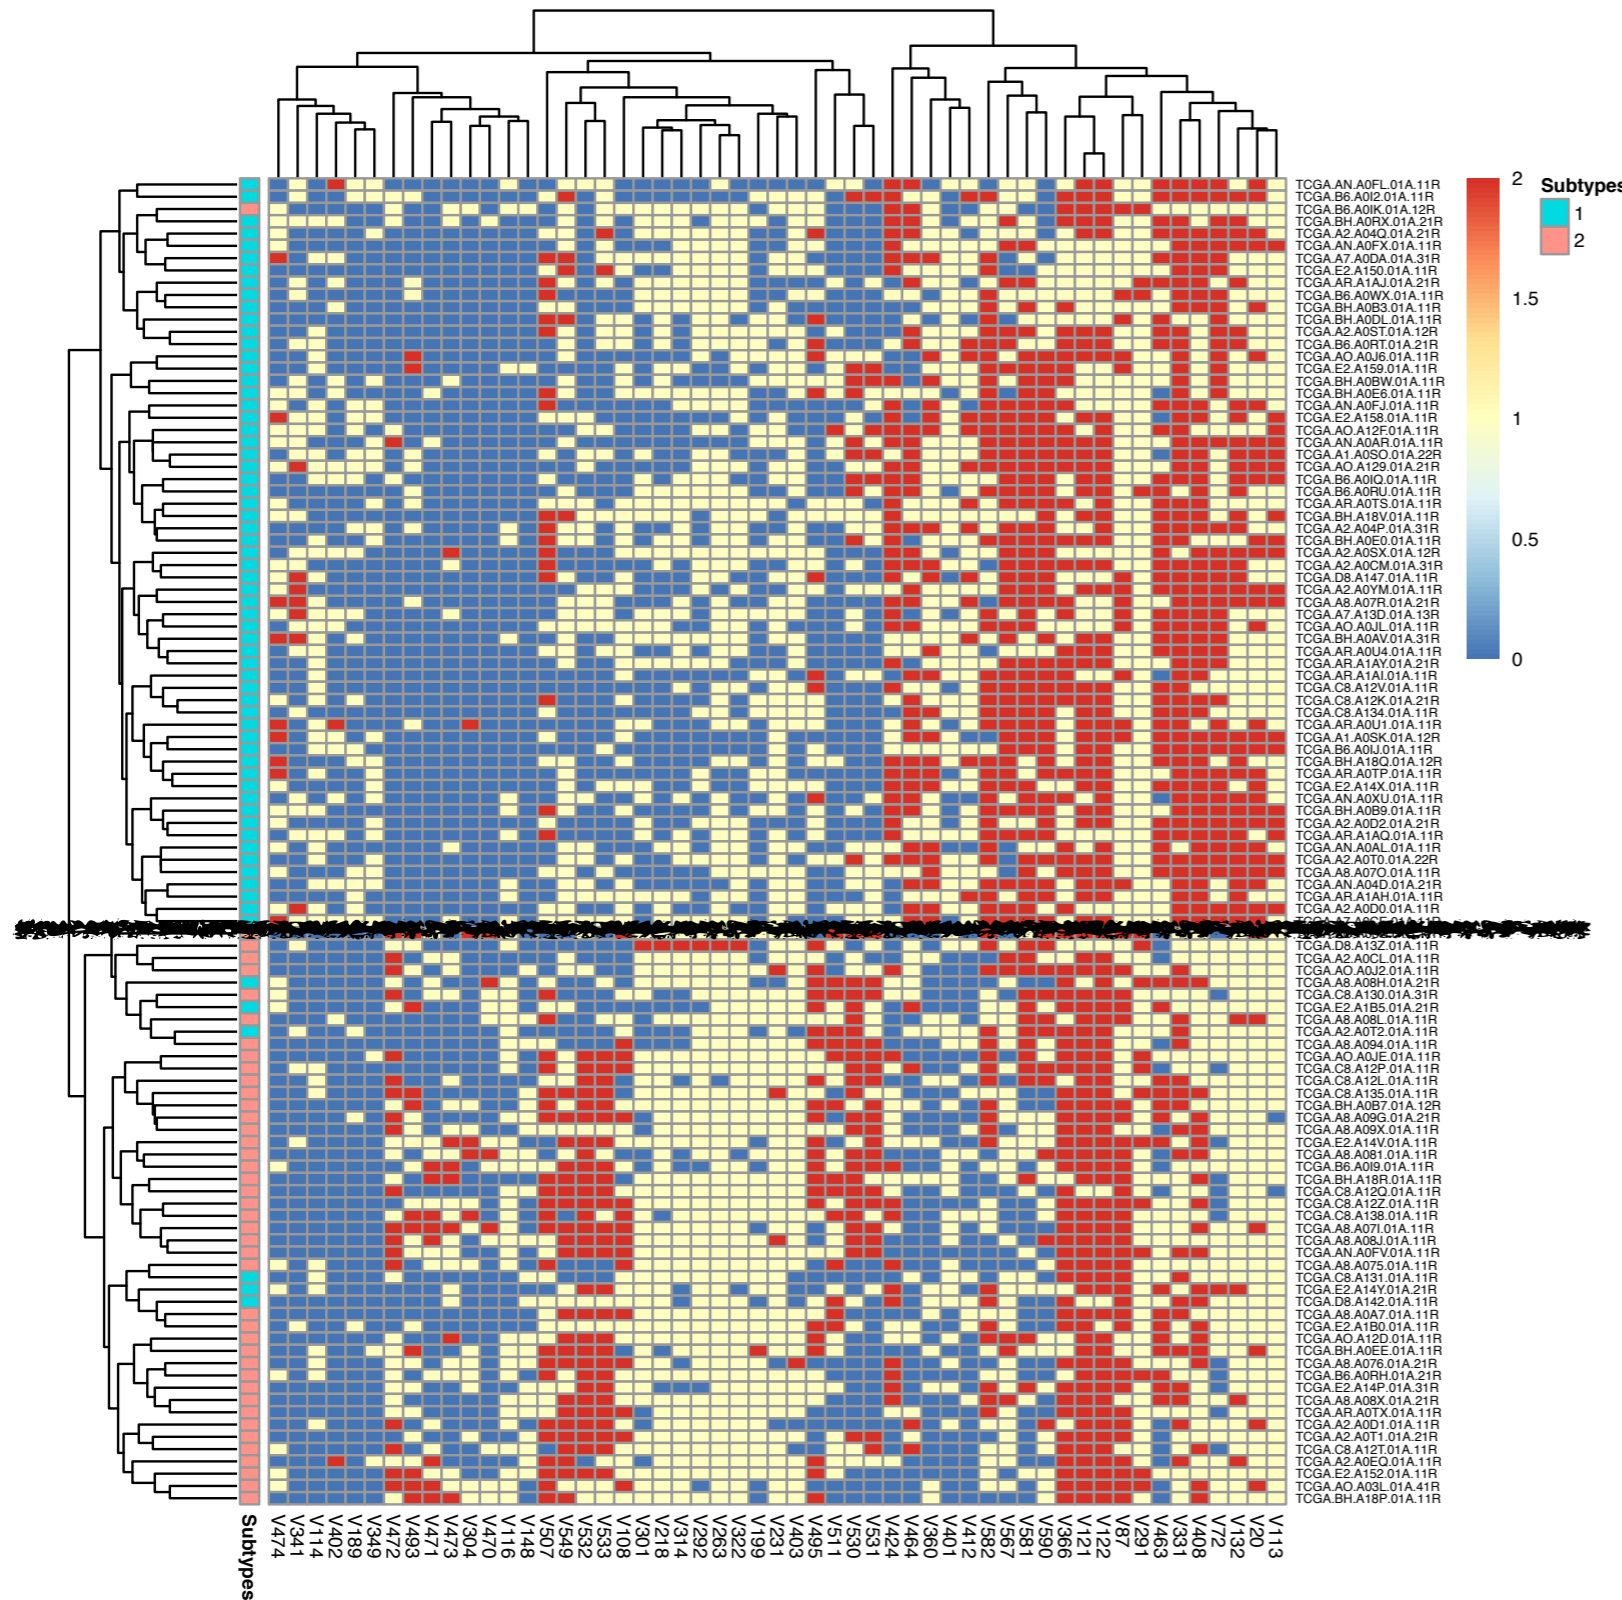 2
1.5
1
0.5
0
Subtypes
1
2
TCGA.AN.A0FL.01A.11R
TCGA.B6.A0I2.01A.11R
TCGA.B6.A0IK.01A.12R
TCGA.BH.A0RX.01A.21R
TCGA.A2.A04Q.01A.21R
TCGA.AN.A0FX.01A.11R
TCGA.A7.A0DA.01A.31R
TCGA.E2.A150.01A.11R
TCGA.AR.A1AJ.01A.21R
TCGA.B6.A0WX.01A.11R
TCGA.BH.A0B3.01A.11R
TCGA.BH.A0DL.01A.11R
TCGA.A2.A0ST.01A.12R
TCGA.B6.A0RT.01A.21R
TCGA.AO.A0J6.01A.11R
TCGA.E2.A159.01A.11R
TCGA.BH.A0BW.01A.11R
TCGA.BH.A0E6.01A.11R
TCGA.AN.A0FJ.01A.11R
TCGA.E2.A158.01A.11R
TCGA.AO.A12F.01A.11R
TCGA.AN.A0AR.01A.11R
TCGA.A1.A0SO.01A.22R
TCGA.AO.A129.01A.21R
TCGA.B6.A0IQ.01A.11R
TCGA.B6.A0RU.01A.11R
TCGA.AR.A0TS.01A.11R
TCGA.BH.A18V.01A.11R
TCGA.A2.A04P.01A.31R
TCGA.BH.A0E0.01A.11R
TCGA.A2.A0SX.01A.12R
TCGA.A2.A0CM.01A.31R
TCGA.D8.A147.01A.11R
TCGA.A2.A0YM.01A.11R
TCGA.A8.A07R.01A.21R
TCGA.A7.A13D.01A.13R
TCGA.AO.A0JL.01A.11R
TCGA.BH.A0AV.01A.31R
TCGA.AR.A0U4.01A.11R
TCGA.AR.A1AY.01A.21R
TCGA.AR.A1AI.01A.11R
TCGA.C8.A12V.01A.11R
TCGA.C8.A12K.01A.21R
TCGA.C8.A134.01A.11R
TCGA.AR.A0U1.01A.11R
TCGA.A1.A0SK.01A.12R
TCGA.B6.A0IJ.01A.11R
TCGA.BH.A18Q.01A.12R
TCGA.AR.A0TP.01A.11R
TCGA.E2.A14X.01A.11R
TCGA.AN.A0XU.01A.11R
TCGA.BH.A0B9.01A.11R
TCGA.A2.A0D2.01A.21R
TCGA.AR.A1AQ.01A.11R
TCGA.AN.A0AL.01A.11R
TCGA.A2.A0T0.01A.22R
TCGA.A8.A07O.01A.11R
TCGA.AN.A04D.01A.21R
TCGA.AR.A1AH.01A.11R
TCGA.A2.A0D0.01A.11R
TCGA.D8.A13Z.01A.11R
TCGA.A2.A0CL.01A.11R
TCGA.AO.A0J2.01A.11R
TCGA.A8.A08H.01A.21R
TCGA.C8.A130.01A.31R
TCGA.E2.A1B5.01A.21R
TCGA.A8.A08L.01A.11R
TCGA.A2.A0T2.01A.11R
TCGA.A8.A094.01A.11R
TCGA.AO.A0JE.01A.11R
TCGA.C8.A12P.01A.11R
TCGA.C8.A12L.01A.11R
TCGA.C8.A135.01A.11R
TCGA.BH.A0B7.01A.12R
TCGA.A8.A09G.01A.21R
TCGA.A8.A09X.01A.11R
TCGA.E2.A14V.01A.11R
TCGA.A8.A081.01A.11R
TCGA.B6.A0I9.01A.11R
TCGA.BH.A18R.01A.11R
TCGA.C8.A12Q.01A.11R
TCGA.C8.A12Z.01A.11R
TCGA.C8.A138.01A.11R
TCGA.A8.A07I.01A.11R
TCGA.A8.A08J.01A.11R
TCGA.AN.A0FV.01A.11R
TCGA.A8.A075.01A.11R
TCGA.C8.A131.01A.11R
TCGA.E2.A14Y.01A.21R
TCGA.D8.A142.01A.11R
TCGA.A8.A0A7.01A.11R
TCGA.E2.A1B0.01A.11R
TCGA.AO.A12D.01A.11R
TCGA.BH.A0EE.01A.11R
TCGA.A8.A076.01A.21R
TCGA.B6.A0RH.01A.21R
TCGA.E2.A14P.01A.31R
TCGA.A8.A08X.01A.21R
TCGA.AR.A0TX.01A.11R
TCGA.A2.A0D1.01A.11R
TCGA.A2.A0T1.01A.21R
TCGA.C8.A12T.01A.11R
TCGA.A2.A0EQ.01A.11R
TCGA.E2.A152.01A.11R
TCGA.AO.A03L.01A.41R
TCGA.BH.A18P.01A.11R
Subtypes
V474
V341
V114
V402
V189
V349
V472
V493
V471
V473
V304
V470
V116
V148
V507
V549
V532
V533
V108
V301
V218
V314
V292
V263
V322
V199
V231
V403
V495
V511
V530
V531
V424
V464
V360
V401
V412
V582
V567
V581
V590
V366
V121
V122
V87
V291
V463
V331
V408
V772
V132
V20
V113